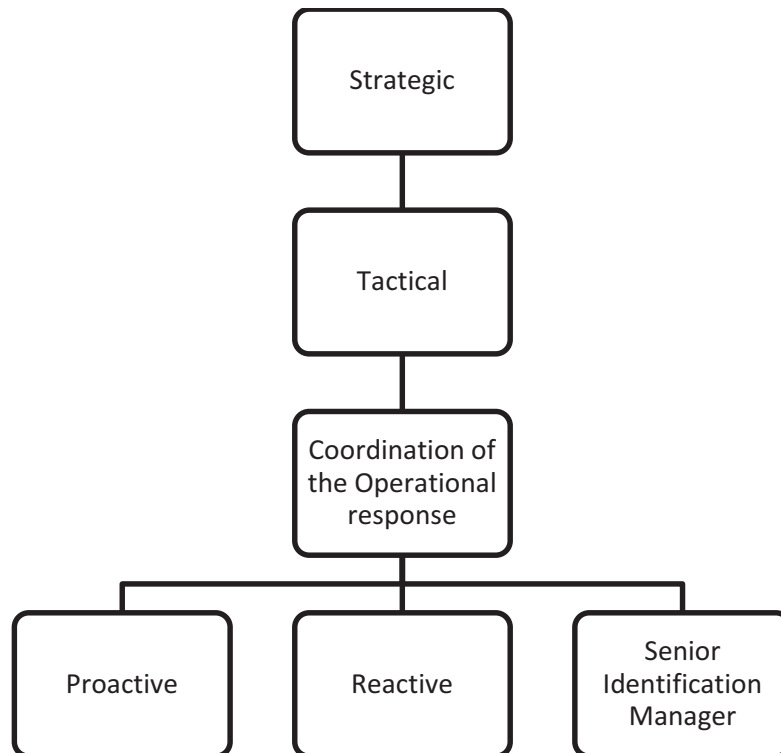 Strategic
Tactical
Coordination of
the Operational
response
Proactive
Reactive
Senior
Identification
Manager